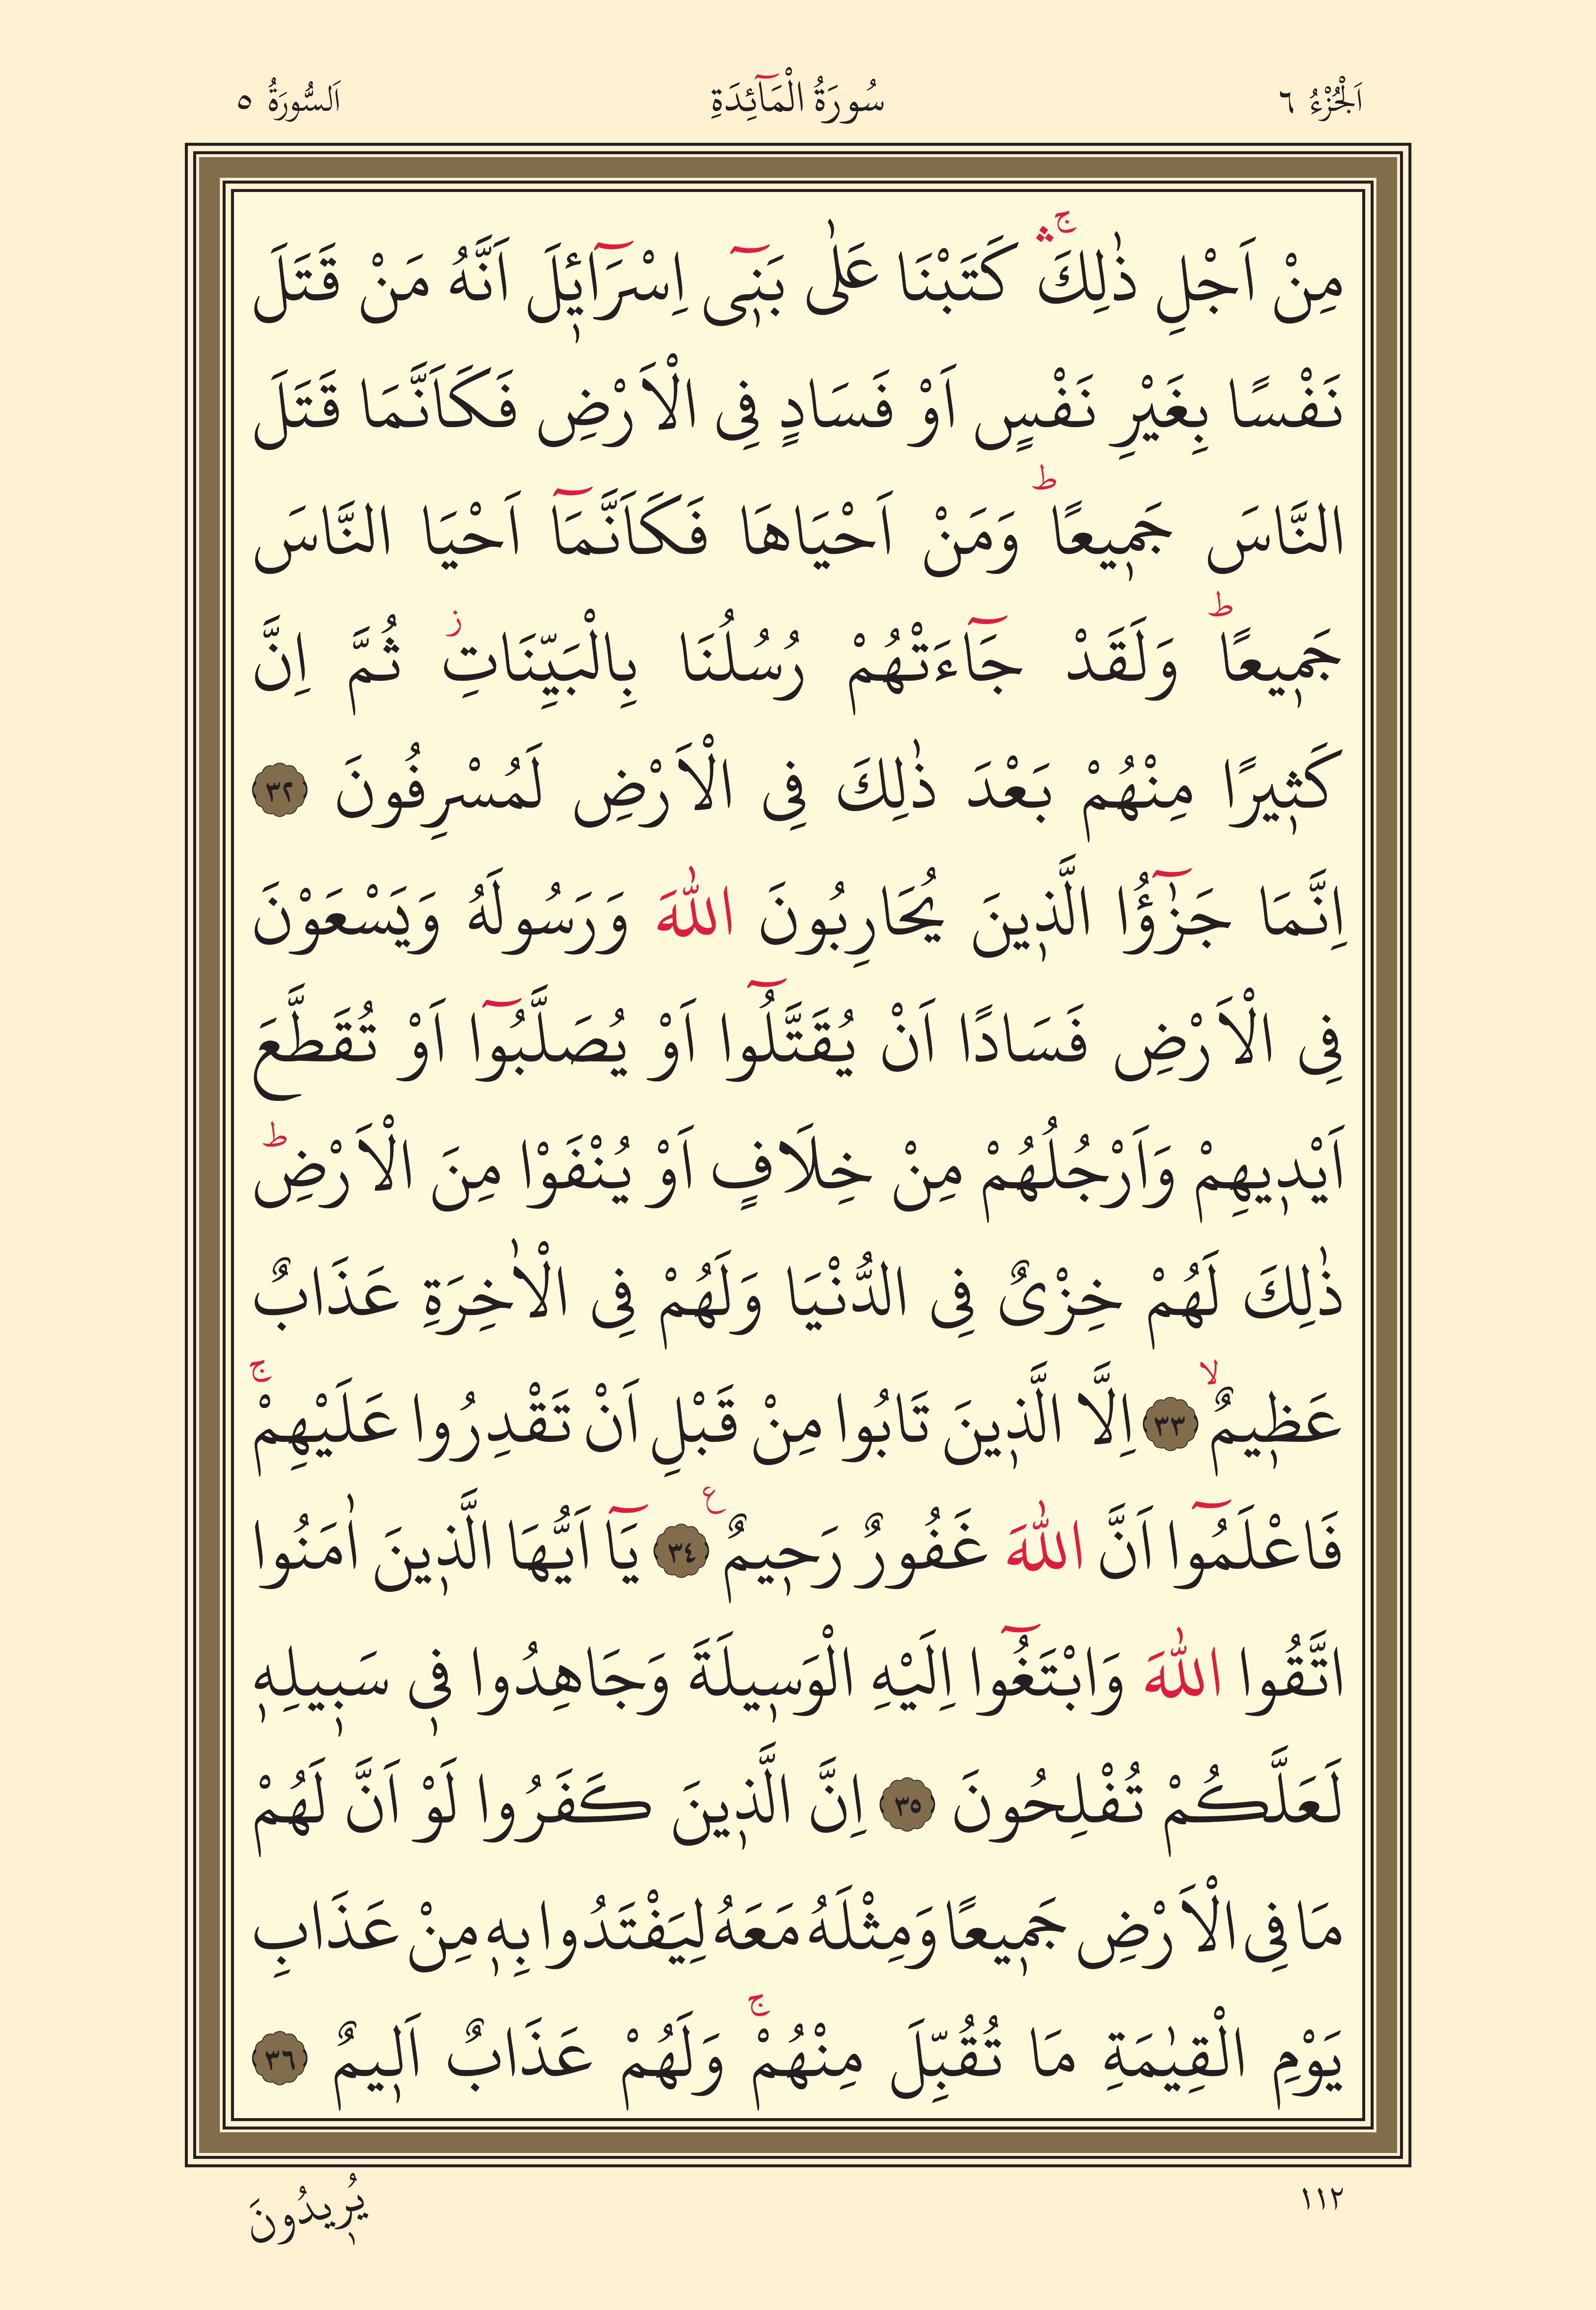 اَلْجُزْءُ ٦ سُورَةُ الْمَٓائِدَةِ اَلسُّورَةُ ٥
مِنْ اَجْلِ ذٰلِكَۚۛ كَتَبْنَا عَلٰى بَن۪ٓى اِسْرَٓائ۪لَ اَنَّهُ مَنْ قَتَلَ
نَفْسًا بِغَيْرِ نَفْسٍ اَوْ فَسَادٍ فِى الْاَرْضِ فَكَاَنَّمَا قَتَلَ
النَّاسَ جَم۪يعًاۜ وَمَنْ اَحْيَاهَا فَكَاَنَّمَٓا اَحْيَا النَّاسَ
جَم۪يعًاۜ وَلَقَدْ جَٓاءَتْهُمْ رُسُلُنَا بِالْبَيِّنَاتِۘ ثُمَّ اِنَّ
كَث۪يرًا مِنْهُمْ بَعْدَ ذٰلِكَ فِى الْاَرْضِ لَمُسْرِفُونَ ٣٢
اِنَّمَا جَزٰٓؤُا الَّذ۪ينَ يُحَارِبُونَ اللّٰهَ وَرَسُولَهُ وَيَسْعَوْنَ
فِى الْاَرْضِ فَسَادًا اَنْ يُقَتَّلُٓوا اَوْ يُصَلَّبُٓوا اَوْ تُقَطَّعَ
اَيْد۪يهِمْ وَاَرْجُلُهُمْ مِنْ خِلَافٍ اَوْ يُنْفَوْا مِنَ الْاَرْضِۜ
ذٰلِكَ لَهُمْ خِزْىٌ فِى الدُّنْيَا وَلَهُمْ فِى الْاٰخِرَةِ عَذَابٌ
عَظ۪يمٌۙ ٣٣ اِلَّا الَّذ۪ينَ تَابُوا مِنْ قَبْلِ اَنْ تَقْدِرُوا عَلَيْهِمْۚ
فَاعْلَمُٓوا اَنَّ اللّٰهَ غَفُورٌ رَح۪يمٌ۟ ٣٤ يَٓا اَيُّهَا الَّذ۪ينَ اٰمَنُوا
اتَّقُوا اللّٰهَ وَابْتَغُٓوا اِلَيْهِ الْوَس۪يلَةَ وَجَاهِدُوا ف۪ى سَب۪يلِه۪
لَعَلَّكُمْ تُفْلِحُونَ ٣٥ اِنَّ الَّذ۪ينَ كَفَرُوا لَوْ اَنَّ لَهُمْ
مَا فِى الْاَرْضِ جَم۪يعًا وَمِثْلَهُ مَعَهُ لِيَفْتَدُوا بِه۪ مِنْ عَذَابِ
يَوْمِ الْقِيٰمَةِ مَا تُقُبِّلَ مِنْهُمْۚ وَلَهُمْ عَذَابٌ اَل۪يمٌ ٣٦
١١٢ يُر۪يدُونَ